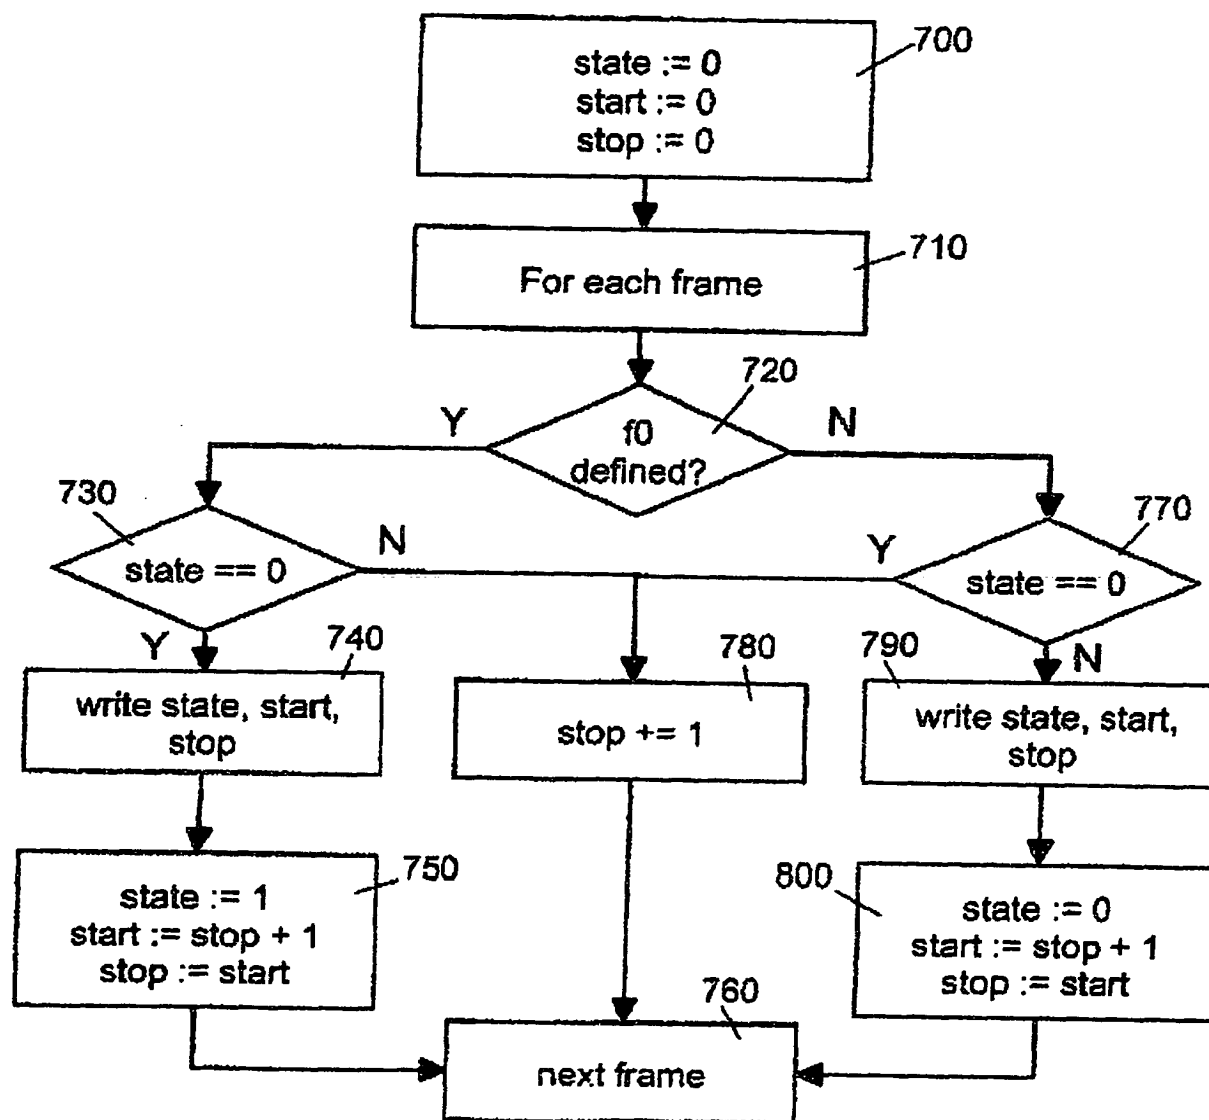 700
state := 0
start := 0
stop := 0
710
For each frame
720
Y
N
f0
defined?
730
770
N
Y
state == 0
state == 0
Y
740
780
790
N
write state, start,
stop
stop += 1
write state, start,
stop
750
800
state := 1
start := stop + 1
stop := start
state := 0
start := stop + 1
stop := start
760
next frame